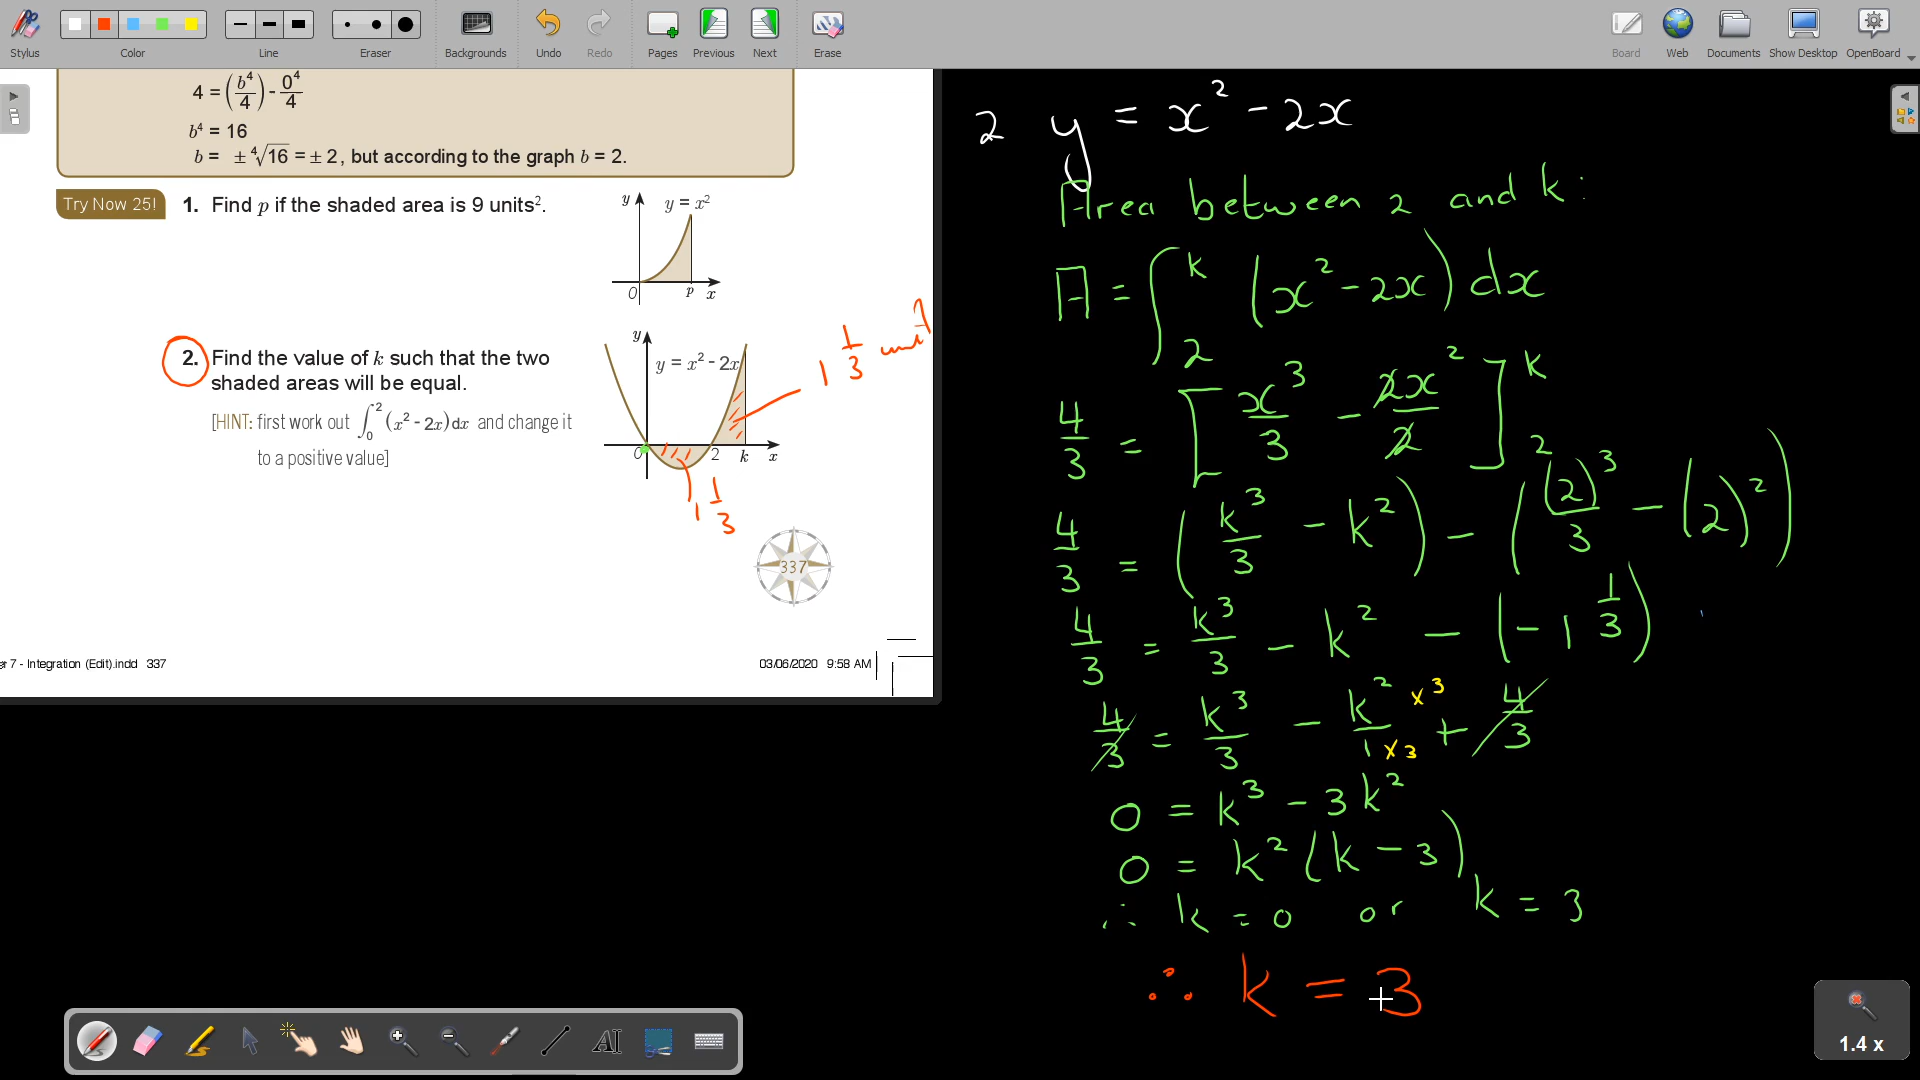 Stylus Color Line Eraser Backgrounds Undo Redo Pages Previous Next Erase Board Web Documents Show Desktop OpenBoard
4 = (b⁴/4) - 0⁴/4
b⁴ = 16
b = ± ⁴√16 = ± 2, but according to the graph b = 2.
Try Now 25! 1. Find p if the shaded area is 9 units².
y y = x²
0 p x
2. Find the value of k such that the two
shaded areas will be equal.
[HINT: first work out ∫₀² (x² - 2x)dx and change it
to a positive value]
y
y = x² - 2x
0 2 k x
1 1/3 unit²
1 1/3
337
er 7 - Integration (Edit).indd 337
03/06/2020 9:58 AM
2 y = x² - 2x
Area between 2 and k:
A = ∫₂ᵏ (x² - 2x) dx
4/3 = [x³/3 - 2x²/2]₂ᵏ
4/3 = (k³/3 - k²) - ((2)³/3 - (2)²)
4/3 = k³/3 - k² - (-1 1/3)
4/3 = k³/3 - k²/1 ×3 ×3 + 4/3
0 = k³ - 3k²
0 = k² (k - 3)
∴ k = 0 or k = 3
∴ k = 3
1.4 x